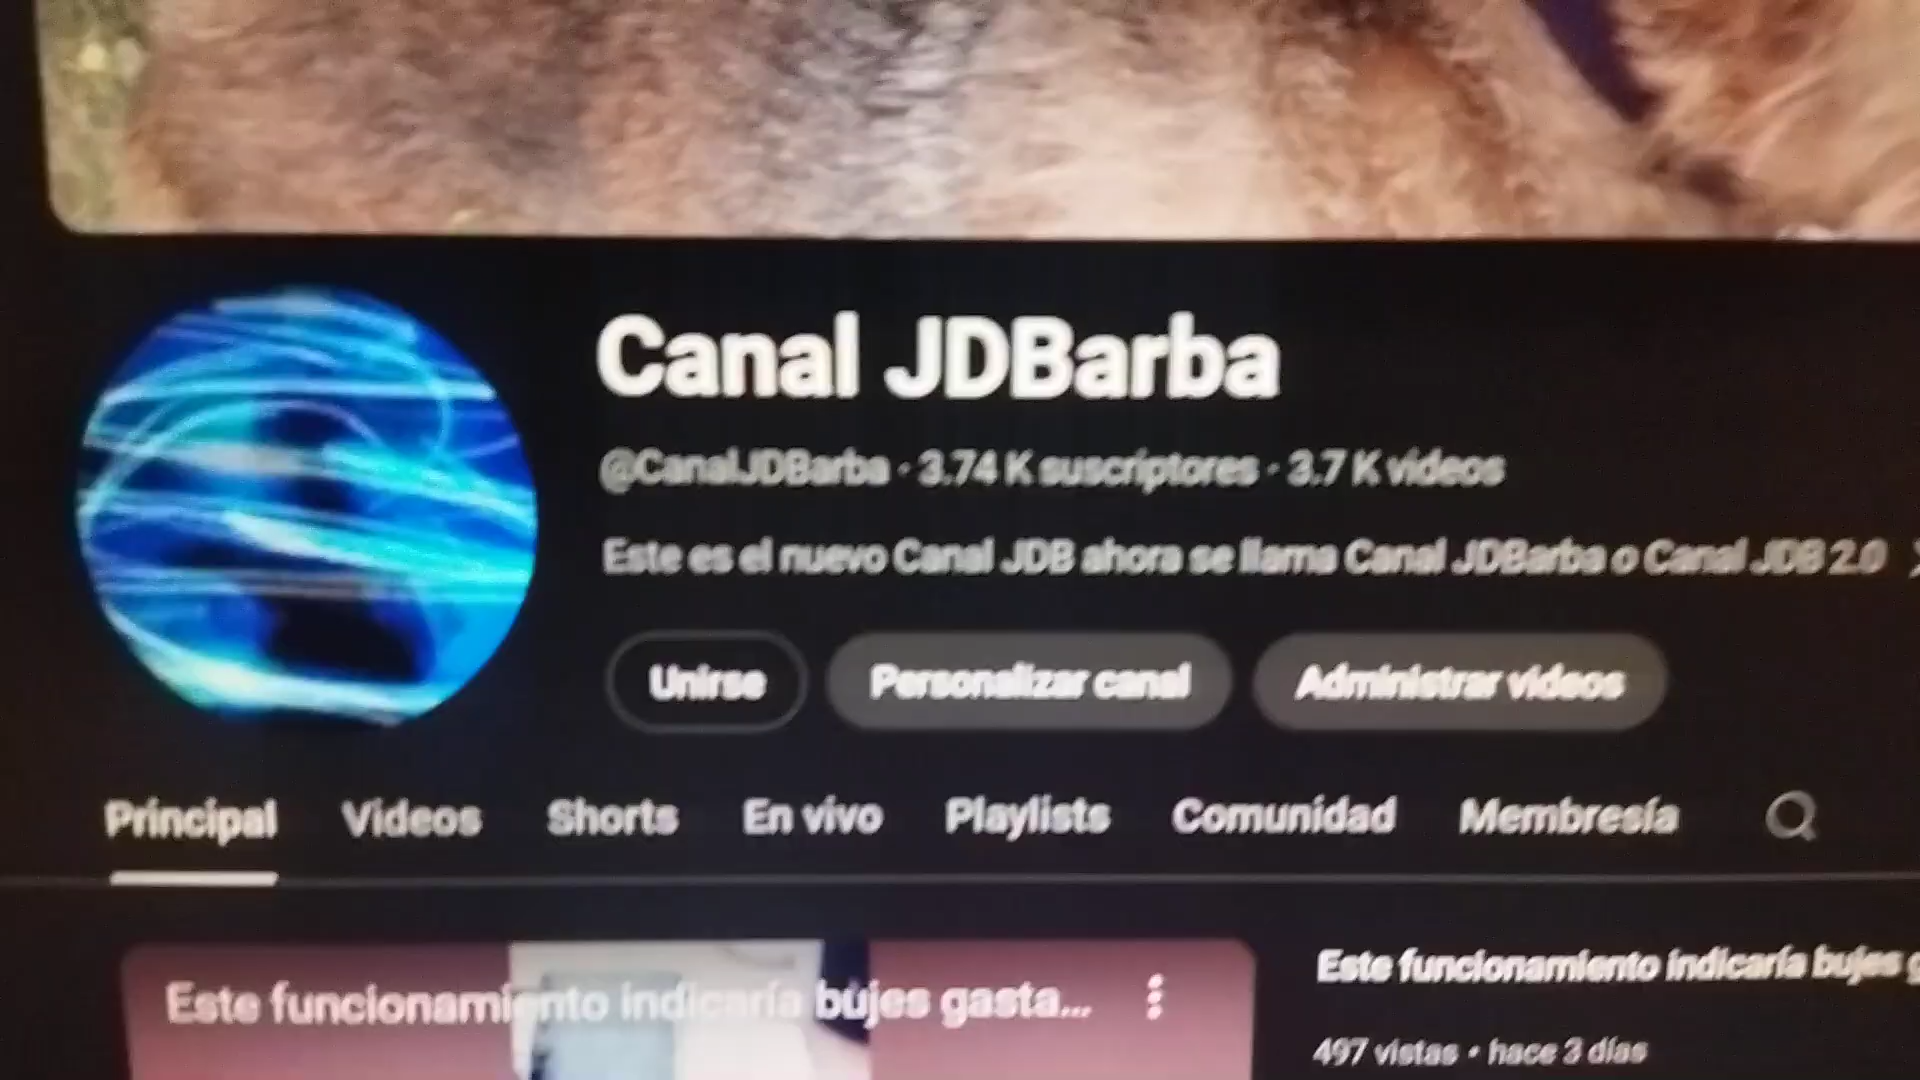 Canal JDBarba
@CanalJDBarba · 3.74 K suscriptores · 3.7 K videos
Este es el nuevo Canal JDB ahora se llama Canal JDBarba o Canal JDB 2.0
Unirse
Personalizar canal
Administrar videos
Principal
Videos
Shorts
En vivo
Playlists
Comunidad
Membresía
Este funcionamiento indicaría bujes gasta...
Este funcionamiento indicaría bujes g
497 vistas • hace 3 días